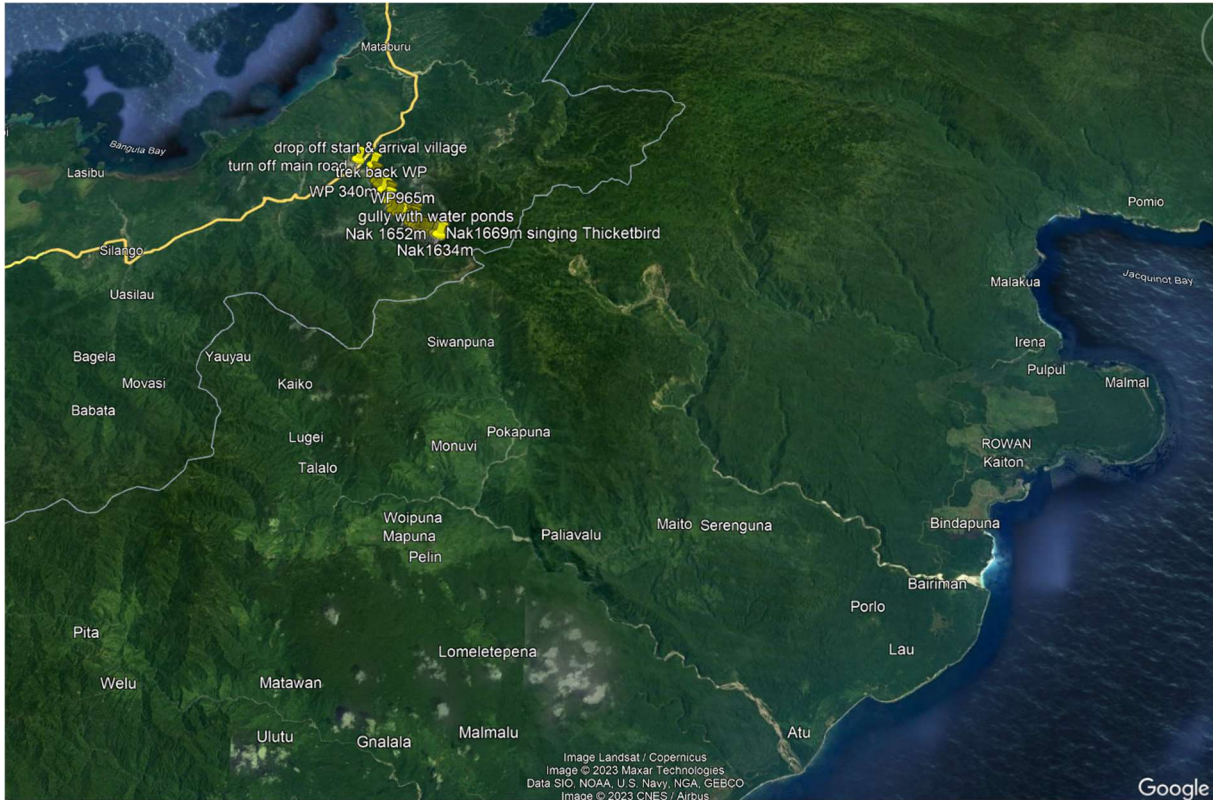 Mataburu
Bangula Bay
drop off start & arrival village
turn off main road
trek back WP
Lasibu
WP 340m
WP965m
Pomio
gully with water ponds
Nak 1652m
Nak1669m singing Thicketbird
Nak1634m
Silango
Jacquinot Bay
Malakua
Uasilau
Siwanpuna
Irena
Bagela
Yauyau
Pulpul
Movasi
Kaiko
Malmal
Babata
Lugei
Monuvi
Pokapuna
ROWAN
Kaiton
Talalo
Woipuna
Mapuna
Paliavalu
Maito
Serenguna
Bindapuna
Pelin
Bairiman
Porlo
Pita
Lomeletepena
Lau
Welu
Matawan
Ulutu
Gnalala
Malmalu
Atu
Image Landsat / Copernicus
Image © 2023 Maxar Technologies
Data SIO, NOAA, U.S. Navy, NGA, GEBCO
Image © 2023 CNES / Airbus
Google